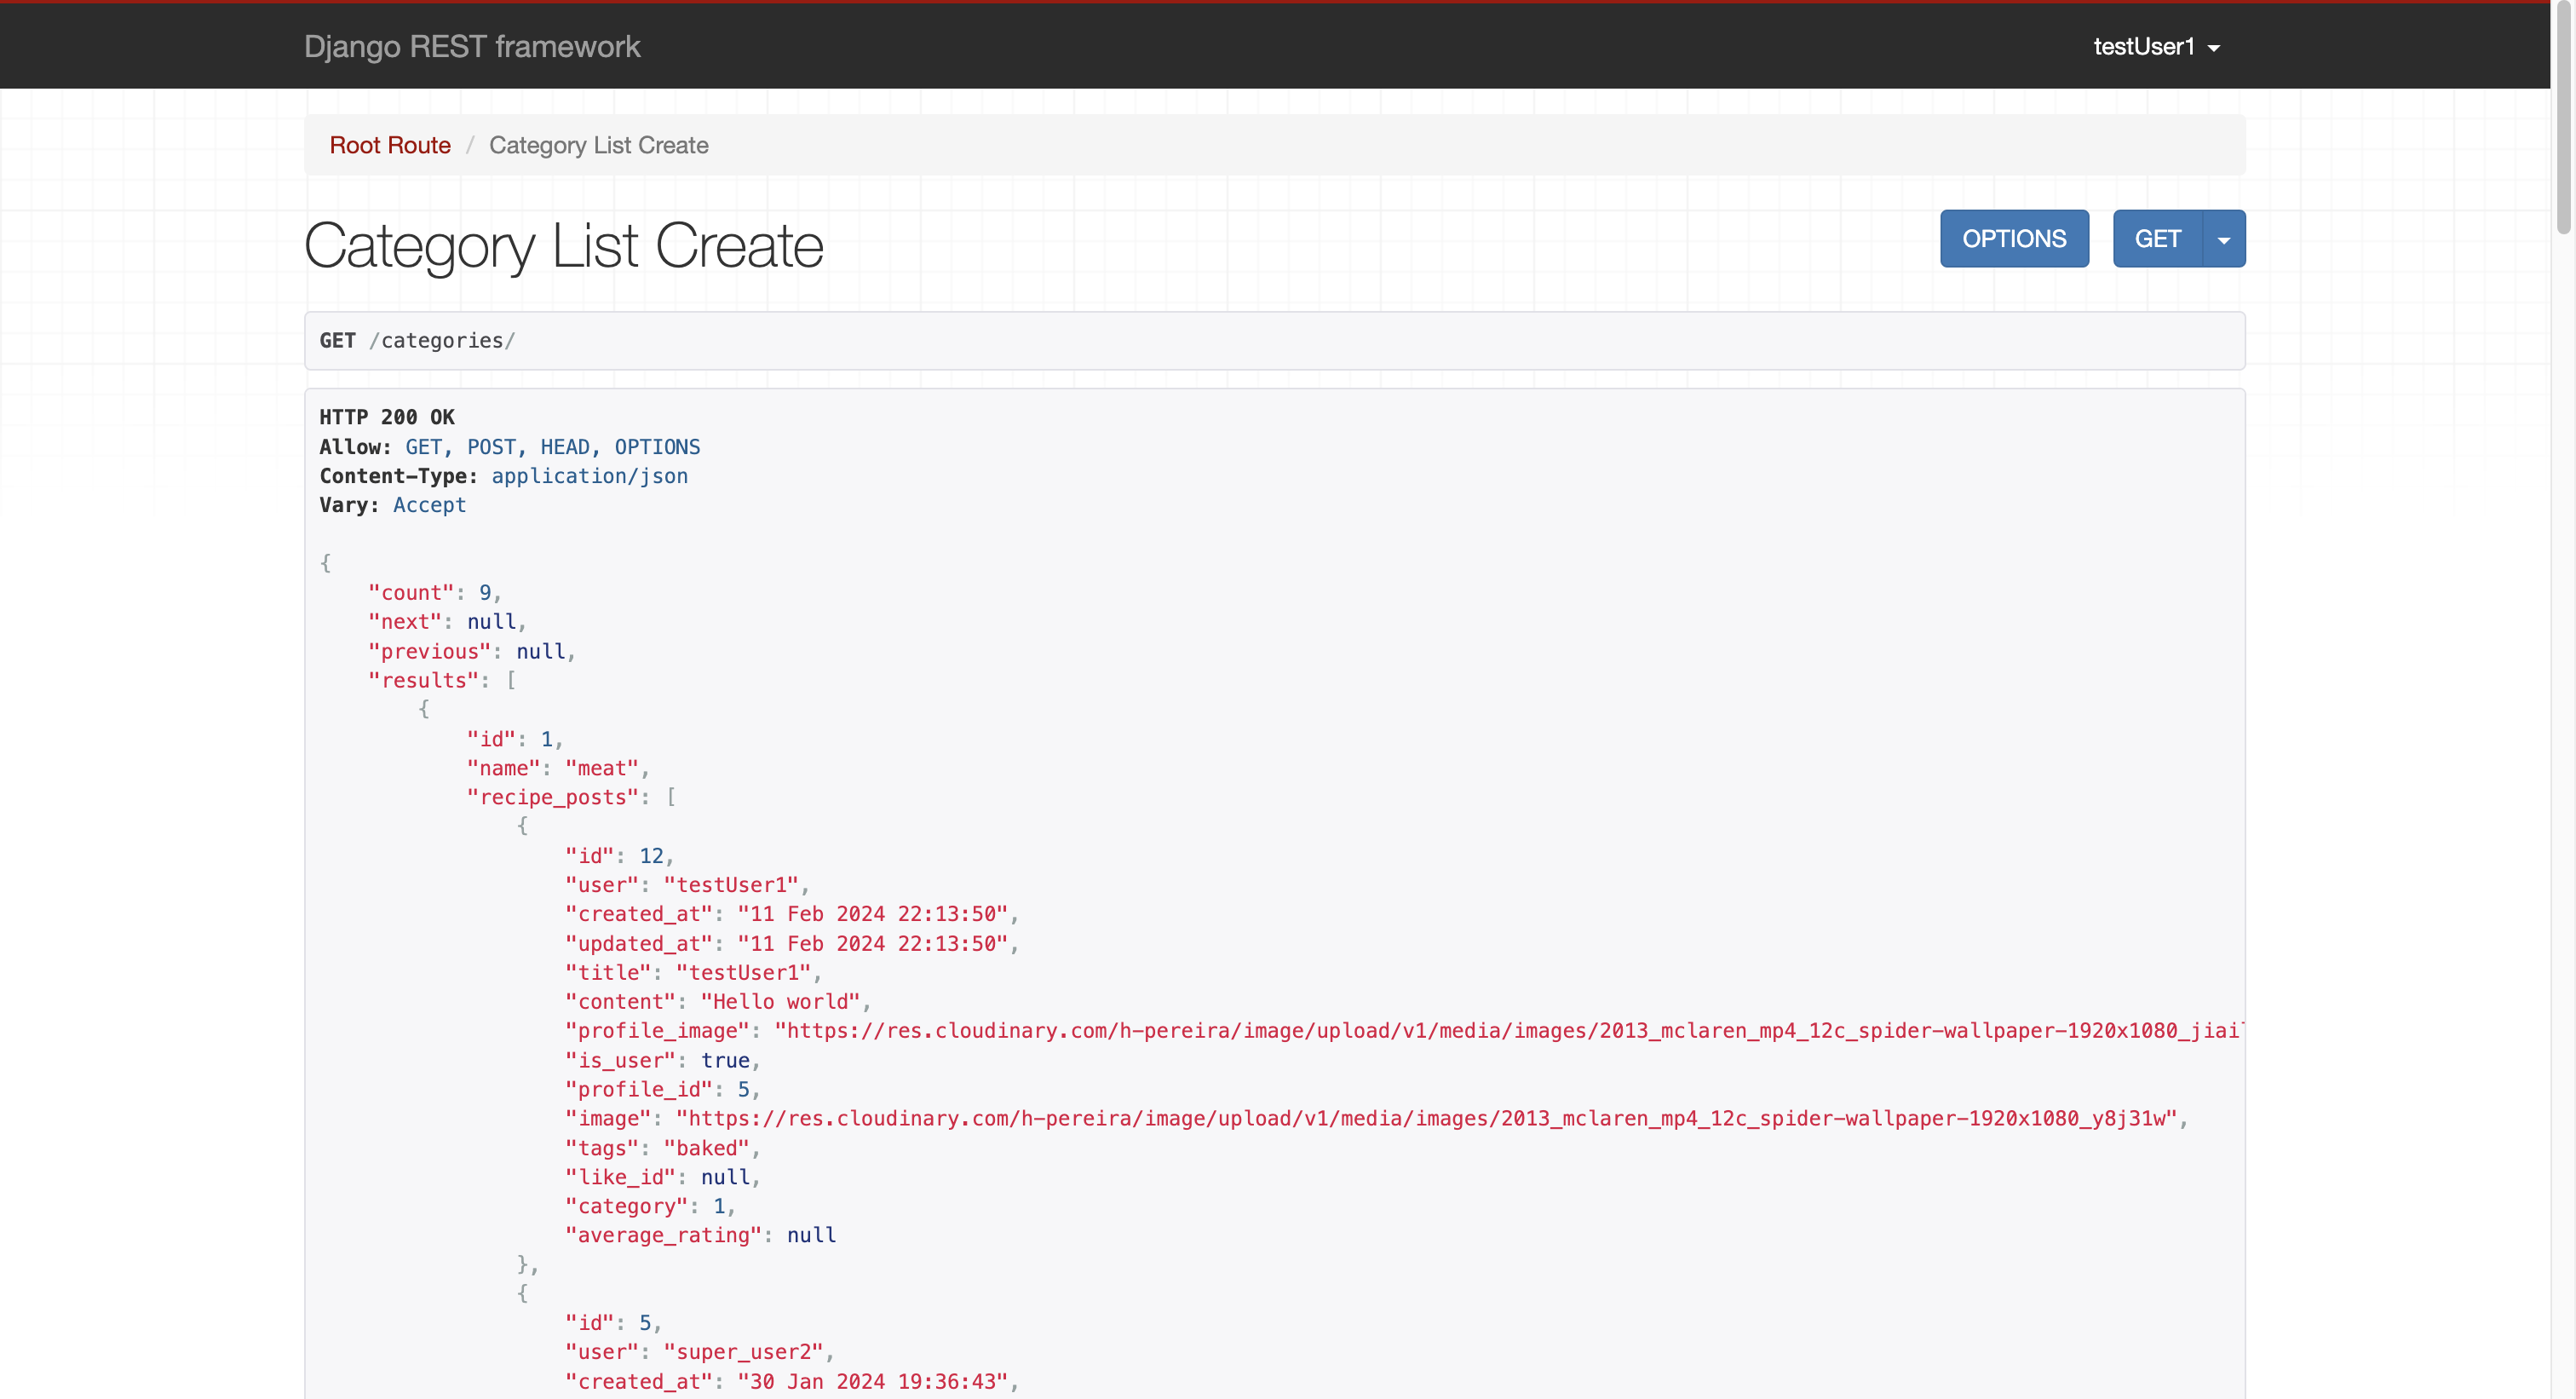 Django REST framework
testUser1
Root Route / Category List Create
Category List Create
OPTIONS
GET
GET /categories/
HTTP 200 OK
Allow: GET, POST, HEAD, OPTIONS
Content-Type: application/json
Vary: Accept
{
"count": 9,
"next": null,
"previous": null,
"results": [
{
"id": 1,
"name": "meat",
"recipe_posts": [
{
"id": 12,
"user": "testUser1",
"created_at": "11 Feb 2024 22:13:50",
"updated_at": "11 Feb 2024 22:13:50",
"title": "testUser1",
"content": "Hello world",
"profile_image": "https://res.cloudinary.com/h-pereira/image/upload/v1/media/images/2013_mclaren_mp4_12c_spider-wallpaper-1920x1080_jiai
"is_user": true,
"profile_id": 5,
"image": "https://res.cloudinary.com/h-pereira/image/upload/v1/media/images/2013_mclaren_mp4_12c_spider-wallpaper-1920x1080_y8j31w",
"tags": "baked",
"like_id": null,
"category": 1,
"average_rating": null
},
{
"id": 5,
"user": "super_user2",
"created_at": "30 Jan 2024 19:36:43",